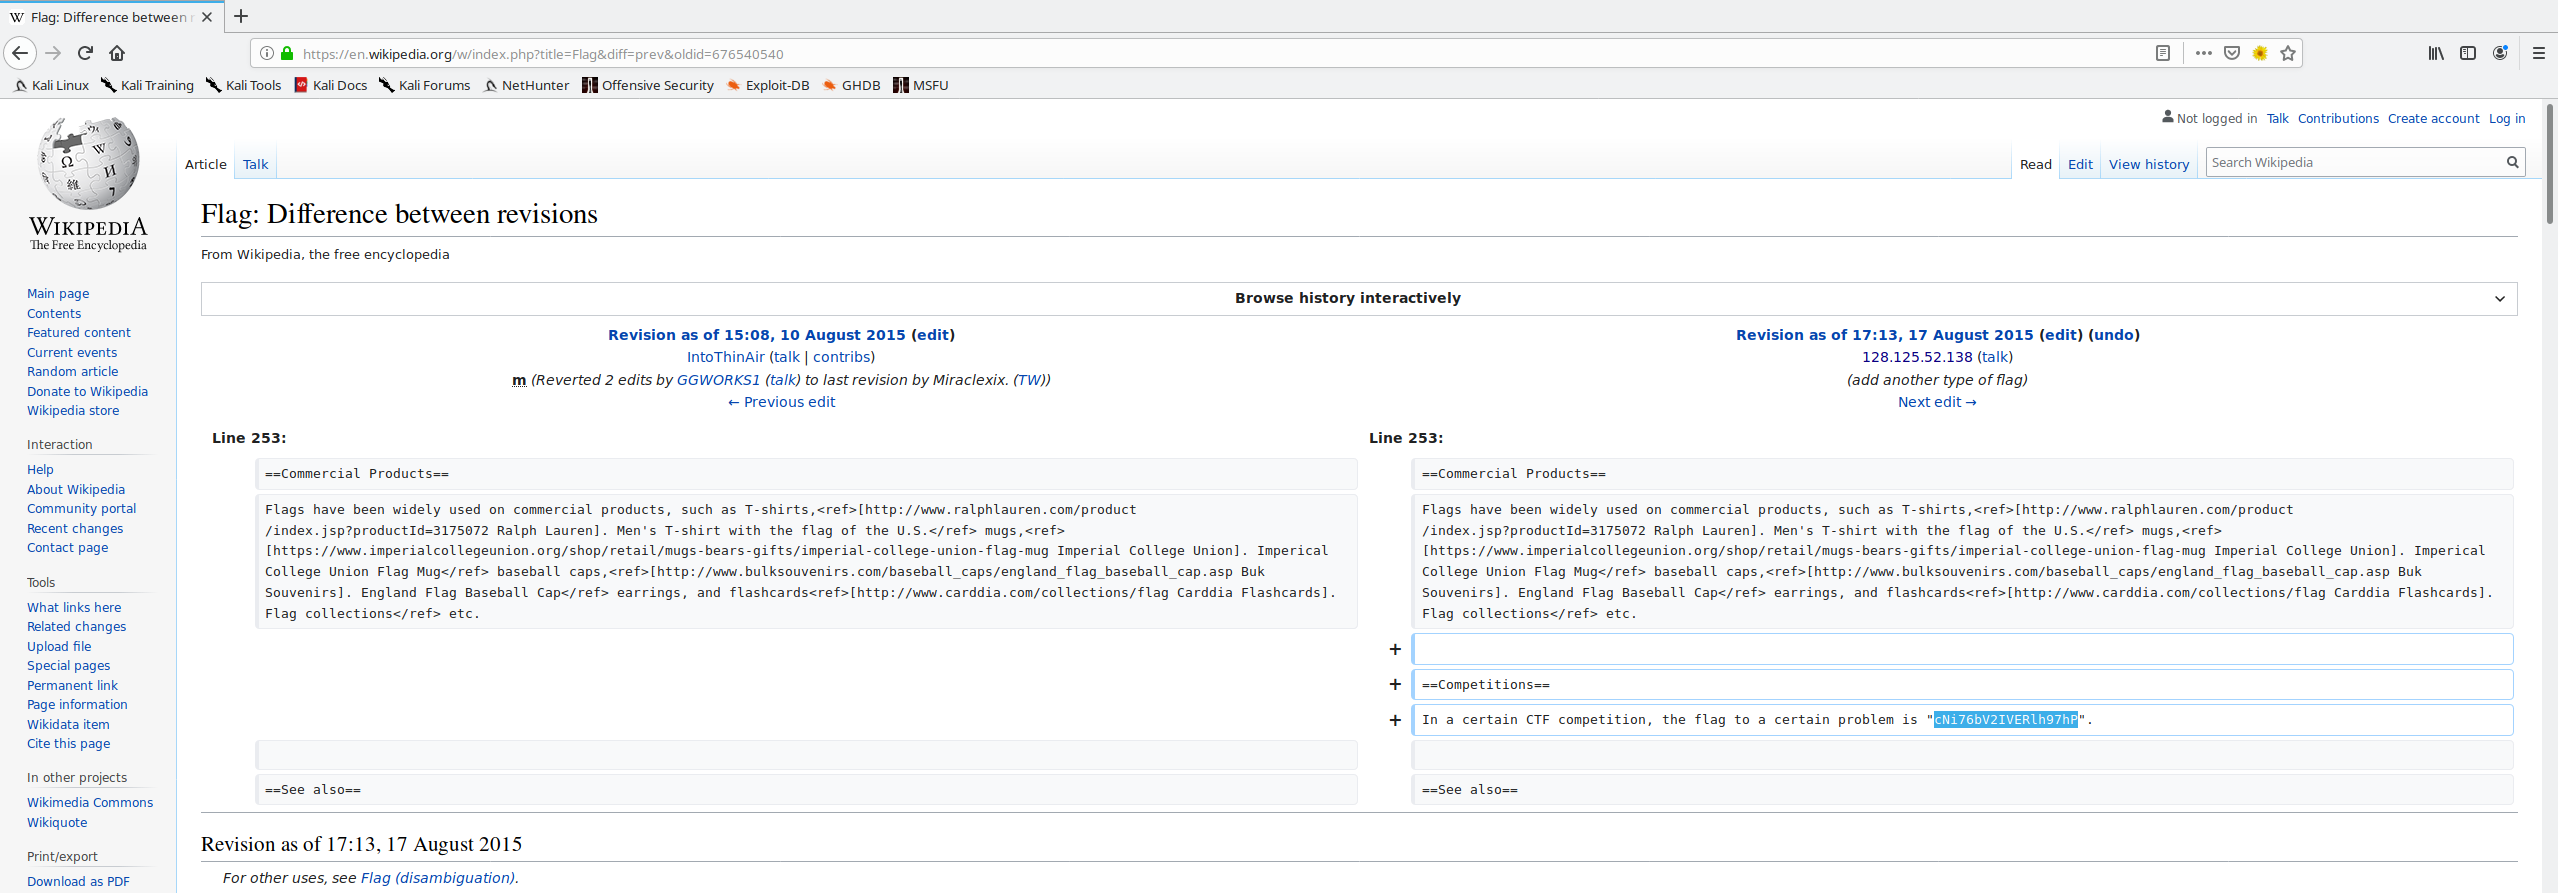 Flag: Difference between r
https://en.wikipedia.org/w/index.php?title=Flag&diff=prev&oldid=676540540
Kali Linux Kali Training Kali Tools Kali Docs Kali Forums NetHunter Offensive Security Exploit-DB GHDB MSFU
Not logged in Talk Contributions Create account Log in
Article Talk Read Edit View history Search Wikipedia
WIKIPEDIA
The Free Encyclopedia
Main page
Contents
Featured content
Current events
Random article
Donate to Wikipedia
Wikipedia store
Interaction
Help
About Wikipedia
Community portal
Recent changes
Contact page
Tools
What links here
Related changes
Upload file
Special pages
Permanent link
Page information
Wikidata item
Cite this page
In other projects
Wikimedia Commons
Wikiquote
Print/export
Download as PDF
Flag: Difference between revisions
From Wikipedia, the free encyclopedia
Browse history interactively
Revision as of 15:08, 10 August 2015 (edit)
IntoThinAir (talk | contribs)
m (Reverted 2 edits by GGWORKS1 (talk) to last revision by Miraclexix. (TW))
← Previous edit
Revision as of 17:13, 17 August 2015 (edit) (undo)
128.125.52.138 (talk)
(add another type of flag)
Next edit →
Line 253:
==Commercial Products==
Flags have been widely used on commercial products, such as T-shirts,<ref>[http://www.ralphlauren.com/product
/index.jsp?productId=3175072 Ralph Lauren]. Men's T-shirt with the flag of the U.S.</ref> mugs,<ref>
[https://www.imperialcollegeunion.org/shop/retail/mugs-bears-gifts/imperial-college-union-flag-mug Imperial College Union]. Imperical
College Union Flag Mug</ref> baseball caps,<ref>[http://www.bulksouvenirs.com/baseball_caps/england_flag_baseball_cap.asp Buk
Souvenirs]. England Flag Baseball Cap</ref> earrings, and flashcards<ref>[http://www.carddia.com/collections/flag Carddia Flashcards].
Flag collections</ref> etc.
==See also==
Line 253:
==Commercial Products==
Flags have been widely used on commercial products, such as T-shirts,<ref>[http://www.ralphlauren.com/product
/index.jsp?productId=3175072 Ralph Lauren]. Men's T-shirt with the flag of the U.S.</ref> mugs,<ref>
[https://www.imperialcollegeunion.org/shop/retail/mugs-bears-gifts/imperial-college-union-flag-mug Imperial College Union]. Imperical
College Union Flag Mug</ref> baseball caps,<ref>[http://www.bulksouvenirs.com/baseball_caps/england_flag_baseball_cap.asp Buk
Souvenirs]. England Flag Baseball Cap</ref> earrings, and flashcards<ref>[http://www.carddia.com/collections/flag Carddia Flashcards].
Flag collections</ref> etc.
+
+ ==Competitions==
+ In a certain CTF competition, the flag to a certain problem is "cNi76bV2IVERlh97hP".
==See also==
Revision as of 17:13, 17 August 2015
For other uses, see Flag (disambiguation).